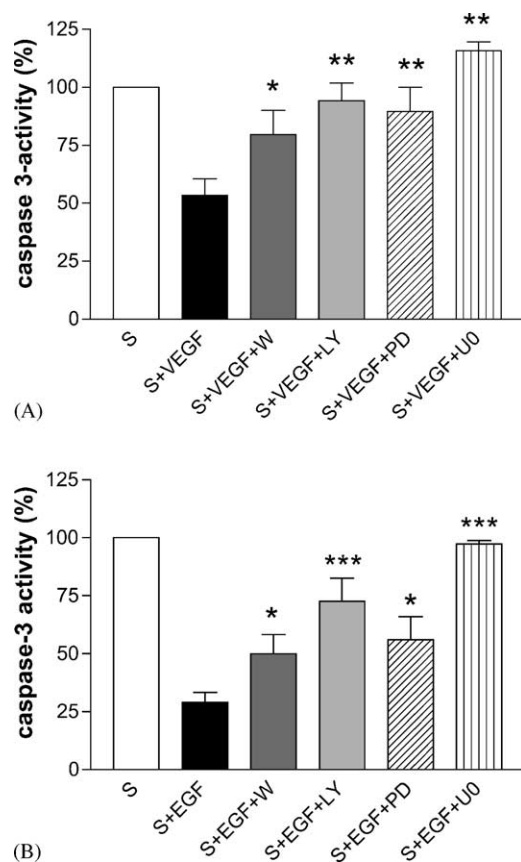 caspase 3-activity (%)
125
100
75
50
25
0
** 
** 
** 
*
S
S+VEGF
S+VEGF+W
S+VEGF+LY
S+VEGF+PD
S+VEGF+U0
(A)
caspase-3 activity (%)
125
100
75
50
25
0
***
***
*
*
S
S+EGF
S+EGF+W
S+EGF+LY
S+EGF+PD
S+EGF+U0
(B)